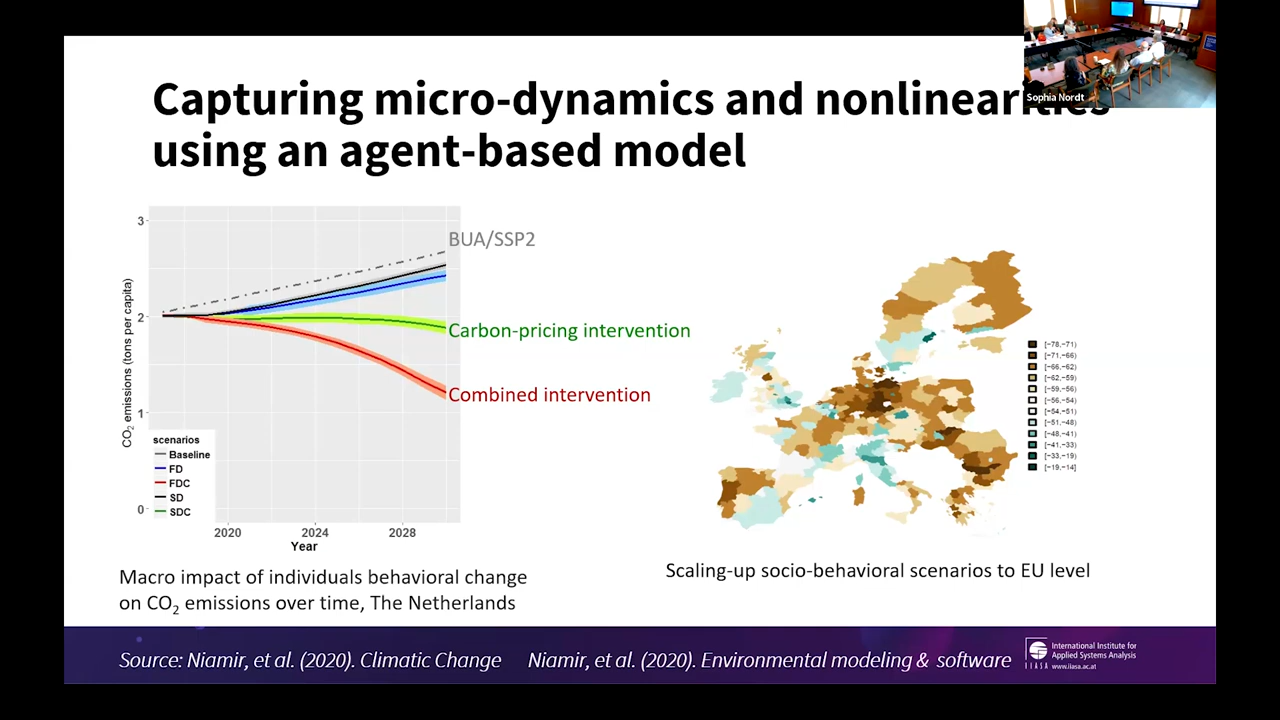 Capturing micro-dynamics and nonlinearities
using an agent-based model
Sophia Nordt
3
2
1
0
CO2 emissions (tons per capita)
BUA/SSP2
Carbon-pricing intervention
Combined intervention
scenarios
Baseline
FD
FDC
SD
SDC
2020 2024 2028
Year
[−78,−71)
[−71,−66)
[−66,−62)
[−62,−59)
[−59,−56)
[−56,−54)
[−54,−51)
[−51,−48)
[−48,−41)
[−41,−33)
[−33,−19)
[−19,−14]
Macro impact of individuals behavioral change
on CO2 emissions over time, The Netherlands
Scaling-up socio-behavioral scenarios to EU level
Source: Niamir, et al. (2020). Climatic Change Niamir, et al. (2020). Environmental modeling & software
IIASA
International Institute for
Applied Systems Analysis
www.iiasa.ac.at